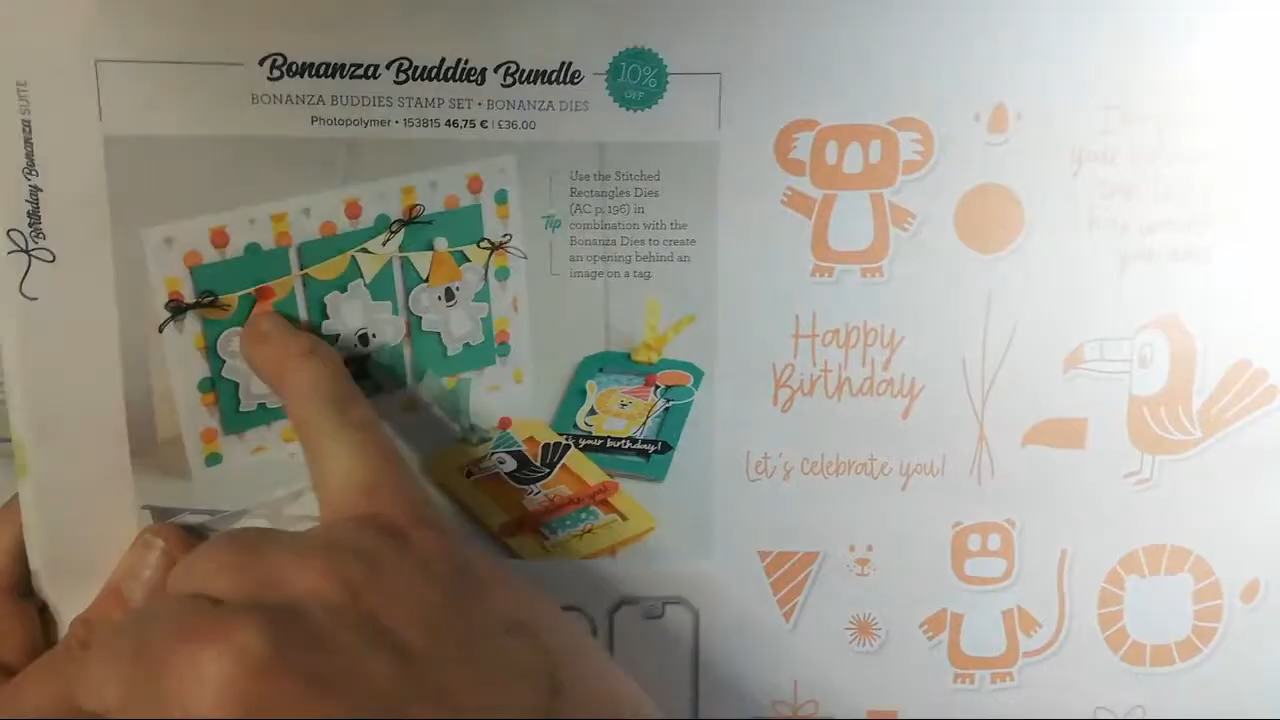 Birthday Bonanza SUITE
Bonanza Buddies Bundle
10%
OFF
BONANZA BUDDIES STAMP SET • BONANZA DIES
Photopolymer • 153815 46,75 € | £36.00
Tip
Use the Stitched
Rectangles Dies
(AC p. 196) in
combination with the
Bonanza Dies to create
an opening behind an
image on a tag.
your birthday!
Happy
Birthday
Let's celebrate you!